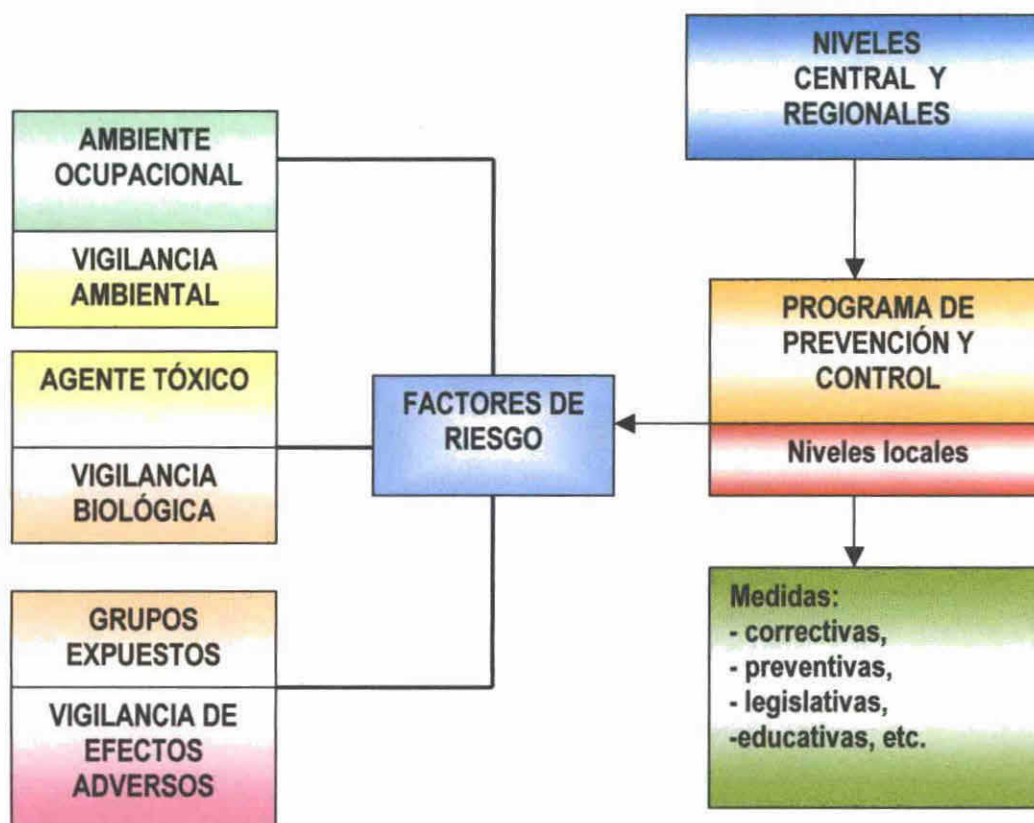 AMBIENTE
OCUPACIONAL
VIGILANCIA
AMBIENTAL
AGENTE TÓXICO
VIGILANCIA
BIOLÓGICA
GRUPOS
EXPUESTOS
VIGILANCIA DE
EFECTOS
ADVERSOS
FACTORES DE
RIESGO
NIVELES
CENTRAL Y
REGIONALES
PROGRAMA DE
PREVENCIÓN Y
CONTROL
Niveles locales
Medidas:
- correctivas,
- preventivas,
- legislativas,
-educativas, etc.